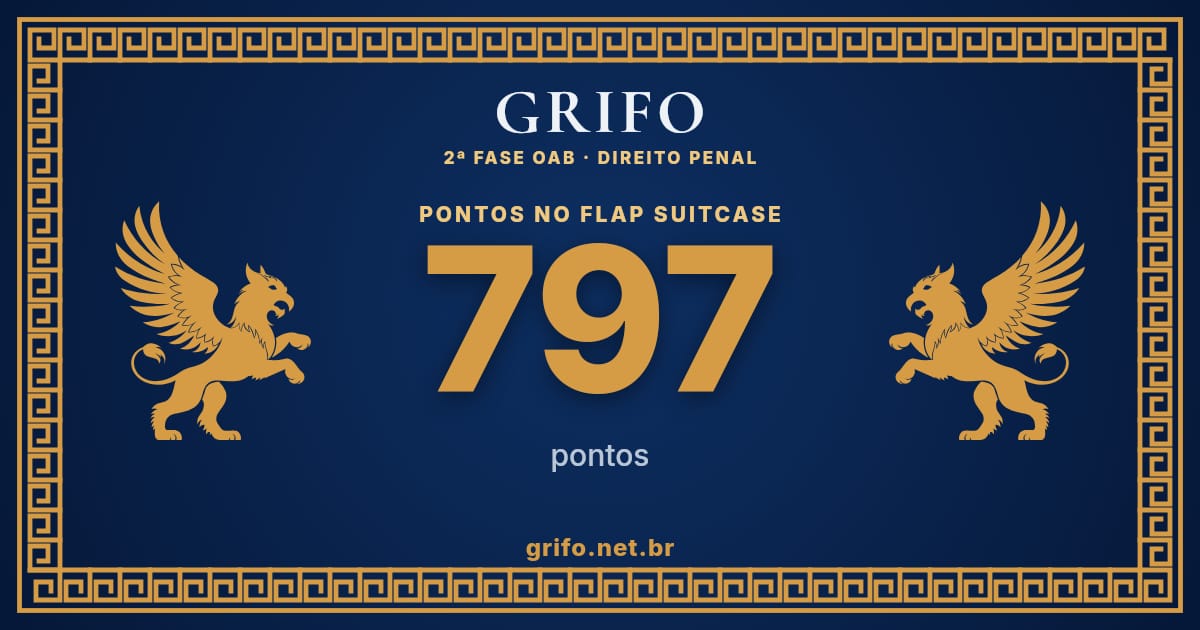 GRIFO
2ª FASE OAB · DIREITO PENAL
PONTOS NO FLAP SUITCASE
797
pontos
grifo.net.br